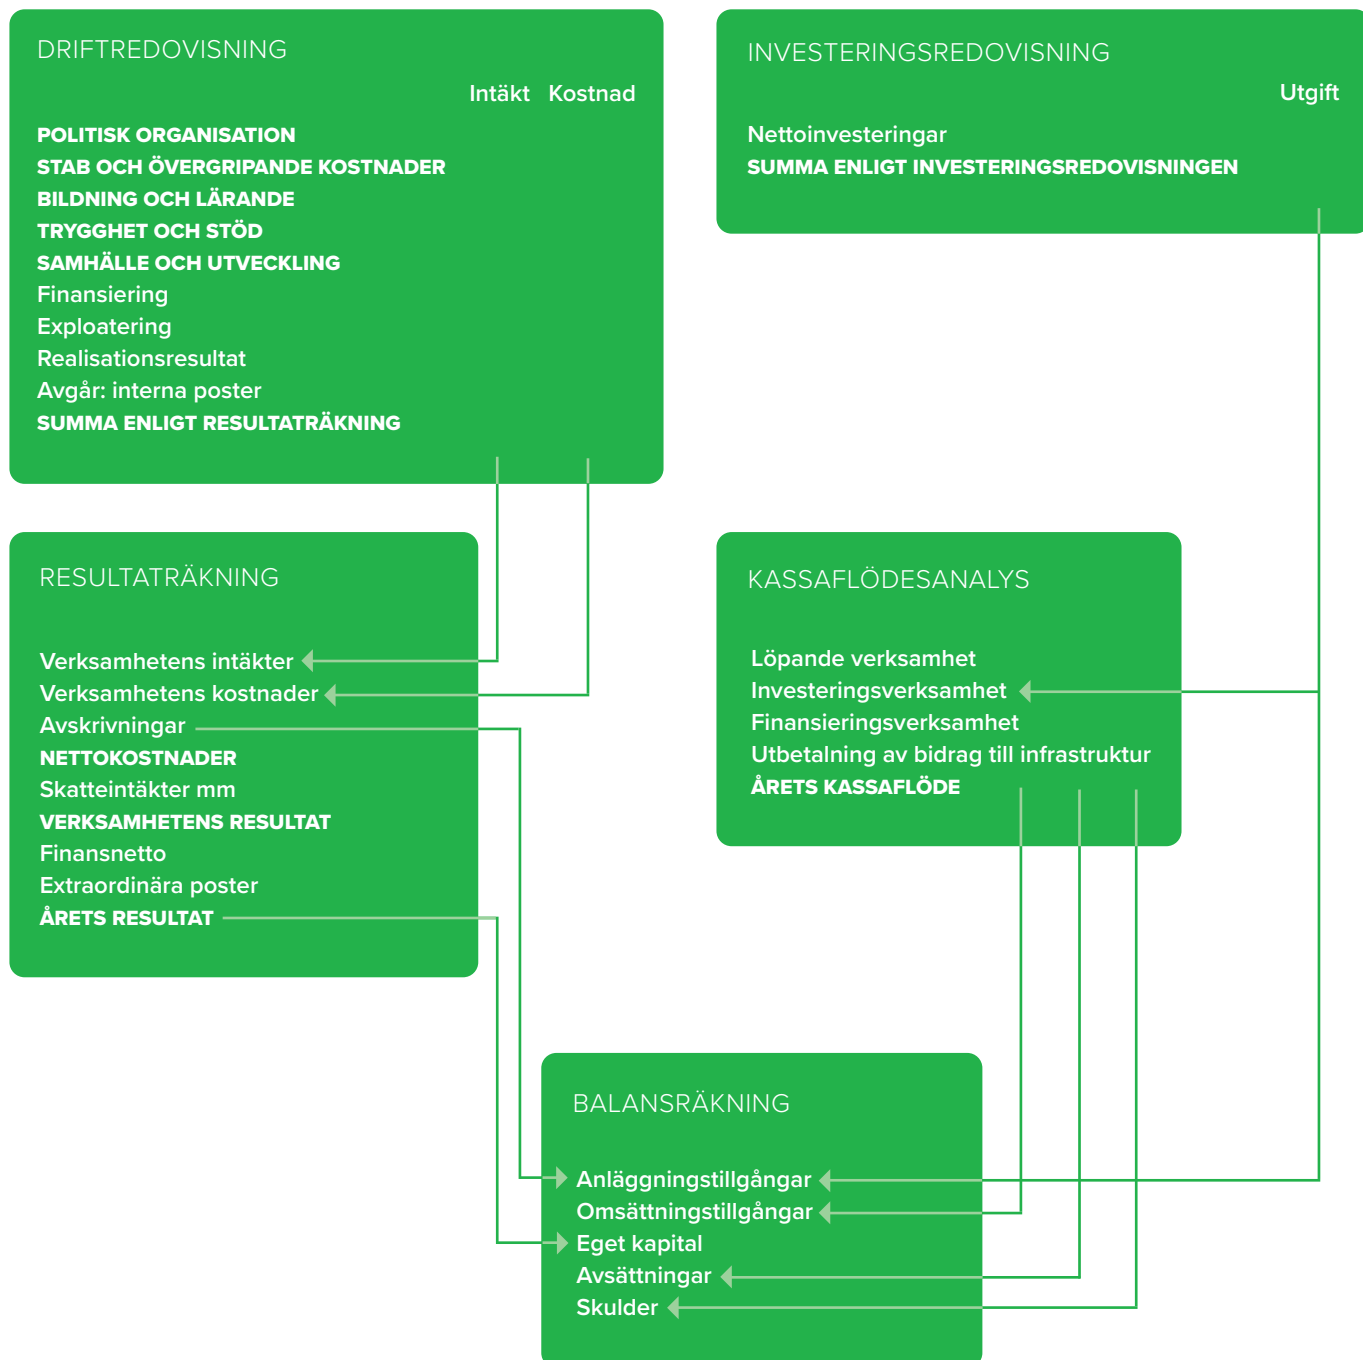 DRIFTREDOVISNING
Intäkt Kostnad
POLITISK ORGANISATION
STAB OCH ÖVERGRIPANDE KOSTNADER
BILDNING OCH LÄRANDE
TRYGGHET OCH STÖD
SAMHÄLLE OCH UTVECKLING
Finansiering
Exploatering
Realisationsresultat
Avgår: interna poster
SUMMA ENLIGT RESULTATRÄKNING
INVESTERINGSREDOVISNING
Utgift
Nettoinvesteringar
SUMMA ENLIGT INVESTERINGSREDOVISNINGEN
RESULTATRÄKNING
Verksamhetens intäkter
Verksamhetens kostnader
Avskrivningar
NETTOKOSTNADER
Skatteintäkter mm
VERKSAMHETENS RESULTAT
Finansnetto
Extraordinära poster
ÅRETS RESULTAT
KASSAFLÖDESANALYS
Löpande verksamhet
Investeringsverksamhet
Finansieringsverksamhet
Utbetalning av bidrag till infrastruktur
ÅRETS KASSAFLÖDE
BALANSRÄKNING
Anläggningstillgångar
Omsättningstillgångar
Eget kapital
Avsättningar
Skulder